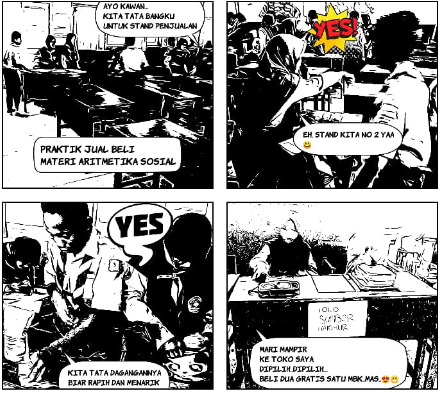 AYO KAWAN..
KITA TATA BANGKU
UNTUK STAND PENJUALAN
PRAKTIK JUAL BELI
MATERI ARITMETIKA SOSIAL
YES!
EH, STAND KITA NO 2 YAA
😀
YES
KITA TATA DAGANGANNYA
BIAR RAPIH DAN MENARIK
TOKO
SUMBER
MAKMUR
MARI MAMPIR
KE TOKO SAYA
DIPILIH..DIPILIH..
BELI DUA GRATIS SATU MBK..MAS..😍😁